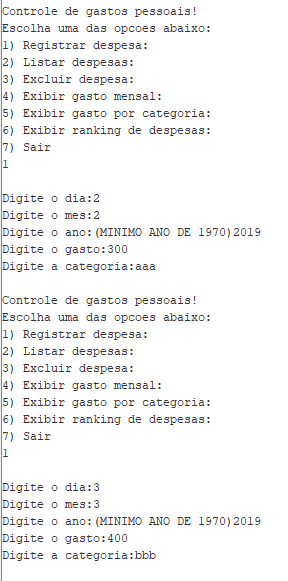 Controle de gastos pessoais!
Escolha uma das opcoes abaixo:
1) Registrar despesa:
2) Listar despesas:
3) Excluir despesa:
4) Exibir gasto mensal:
5) Exibir gasto por categoria:
6) Exibir ranking de despesas:
7) Sair
1
Digite o dia:2
Digite o mes:2
Digite o ano:(MINIMO ANO DE 1970)2019
Digite o gasto:300
Digite a categoria:aaa
Controle de gastos pessoais!
Escolha uma das opcoes abaixo:
1) Registrar despesa:
2) Listar despesas:
3) Excluir despesa:
4) Exibir gasto mensal:
5) Exibir gasto por categoria:
6) Exibir ranking de despesas:
7) Sair
1
Digite o dia:3
Digite o mes:3
Digite o ano:(MINIMO ANO DE 1970)2019
Digite o gasto:400
Digite a categoria:bbb